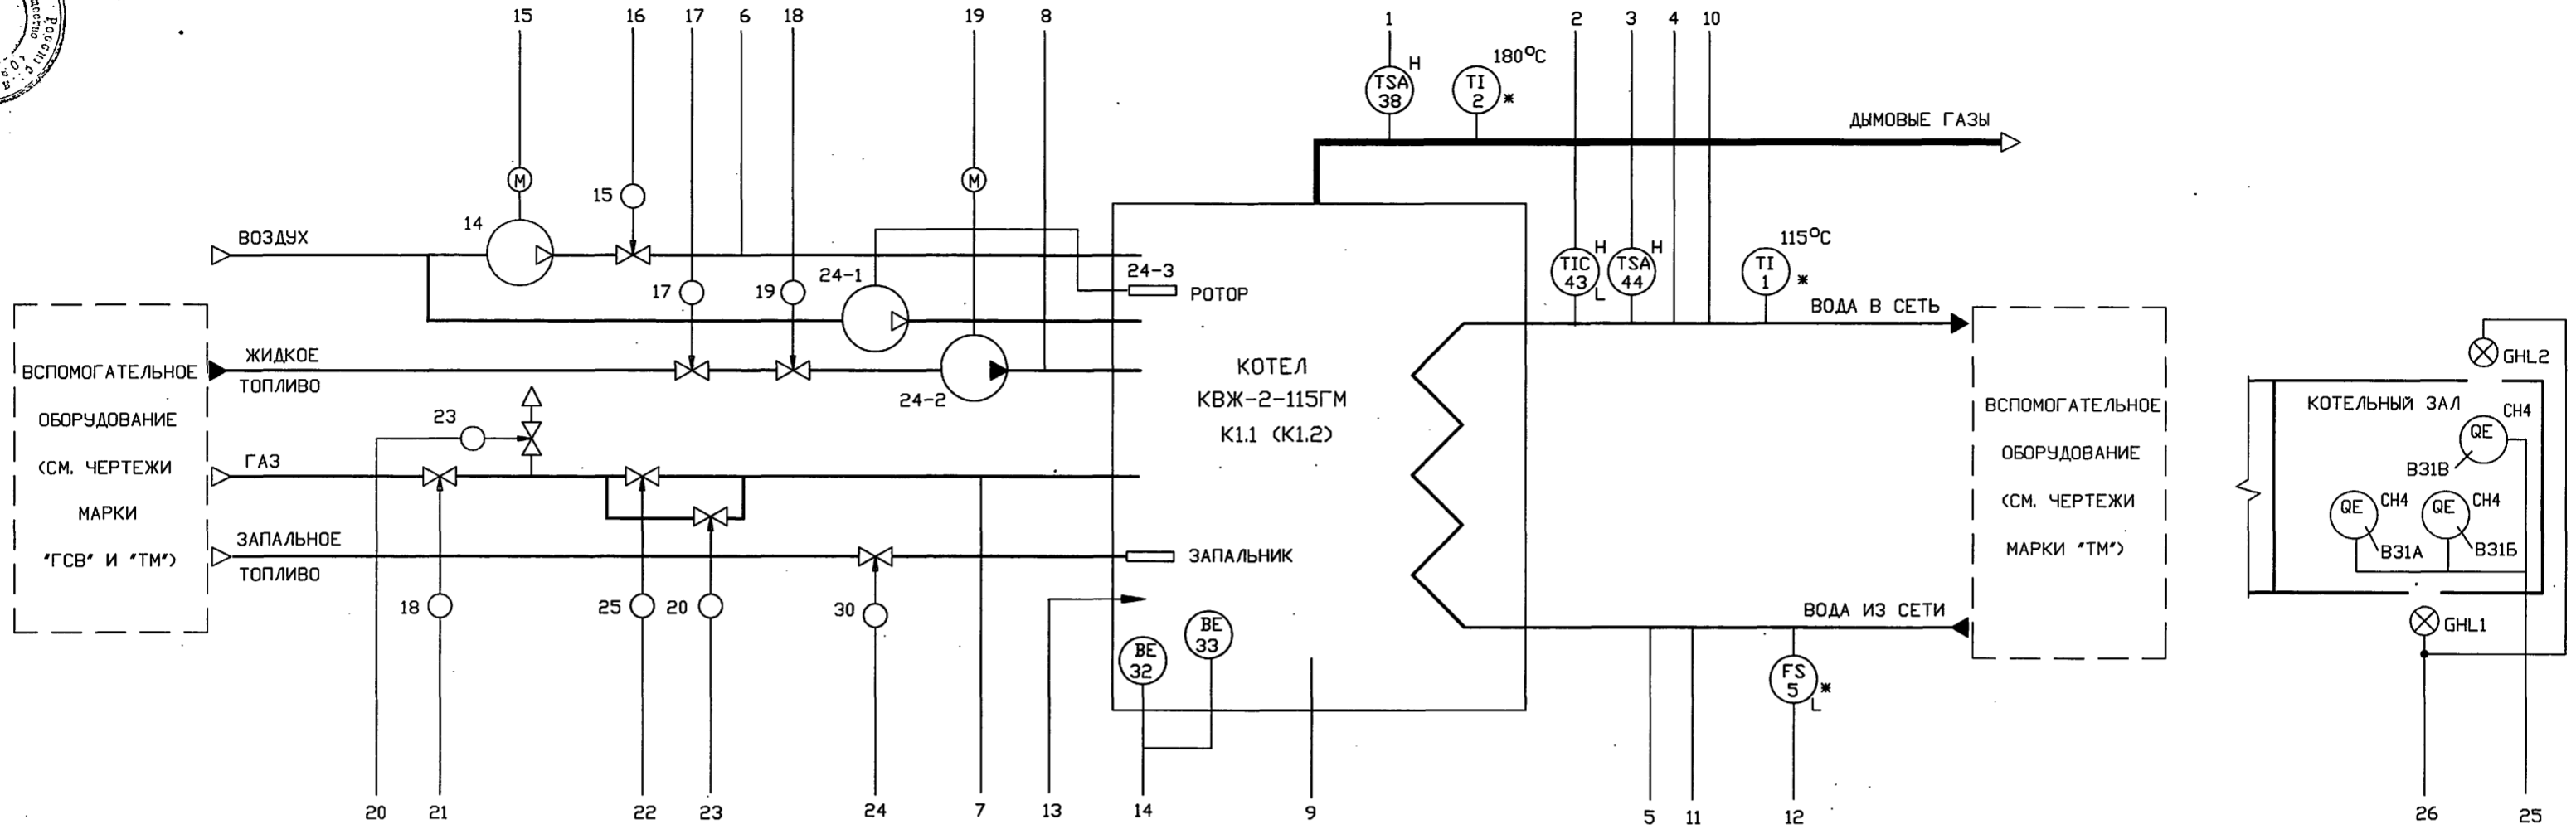 15
16
17
6
18
19
8
1
2
3
4
10
TSA
38
H
TI
2
*
180°C
ДЫМОВЫЕ ГАЗЫ
М
М
15
14
ВОЗДУХ
17
19
24-1
24-3
РОТОР
TIC
43
H
L
TSA
44
H
TI
1
*
115°C
ВОДА В СЕТЬ
ЖИДКОЕ
ТОПЛИВО
24-2
ВСПОМОГАТЕЛЬНОЕ
ОБОРУДОВАНИЕ
(СМ. ЧЕРТЕЖИ
МАРКИ
"ГСВ" И "ТМ")
23
ГАЗ
ЗАПАЛЬНОЕ
ТОПЛИВО
18
25
20
30
ЗАПАЛЬНИК
КОТЕЛ
КВЖ-2-115ГМ
К1.1 (К1.2)
BE
32
BE
33
ВОДА ИЗ СЕТИ
FS
5
*
L
ВСПОМОГАТЕЛЬНОЕ
ОБОРУДОВАНИЕ
(СМ. ЧЕРТЕЖИ
МАРКИ "ТМ")
GHL2
КОТЕЛЬНЫЙ ЗАЛ
CH4
QE
B31В
QE
CH4
B31А
QE
CH4
B31Б
GHL1
20
21
22
23
24
7
13
14
9
5
11
12
26
25